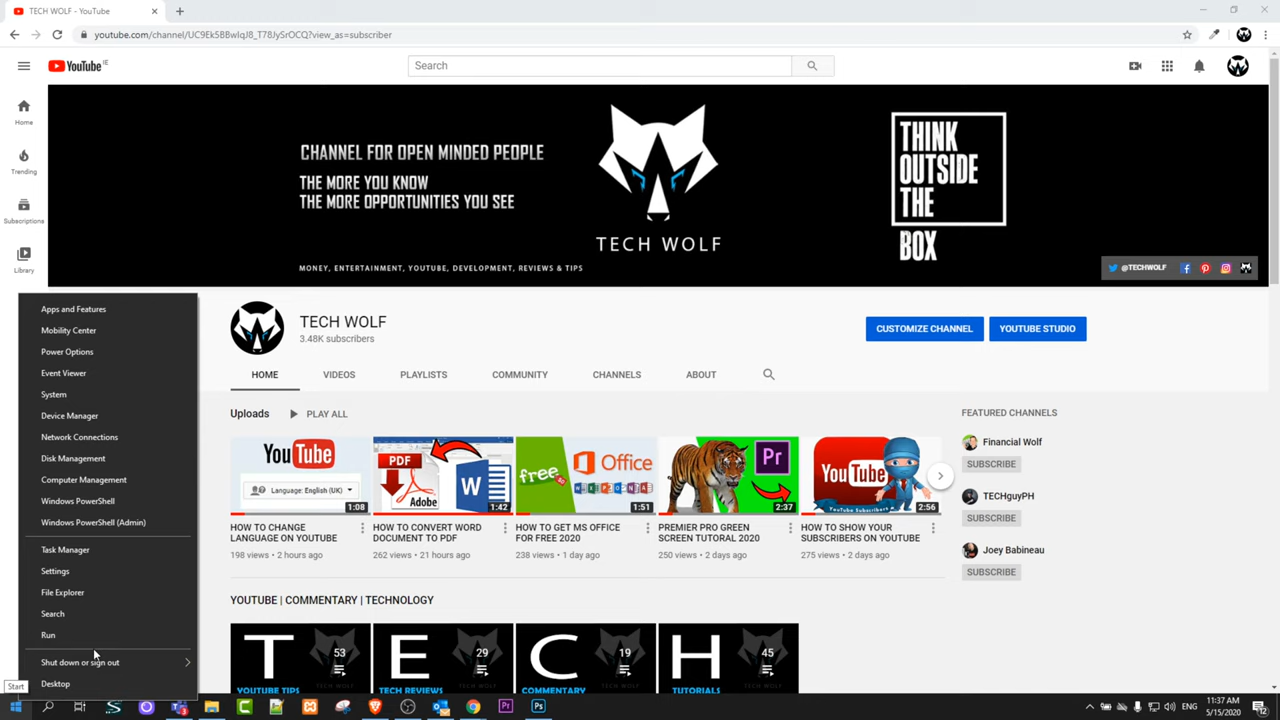 TECH WOLF - YouTube
youtube.com/channel/UC9Ek5BBwlqJ8_T78JySrOCQ?view_as=subscriber
YouTube IE
Search
Home
Trending
Subscriptions
Library
CHANNEL FOR OPEN MINDED PEOPLE
THE MORE YOU KNOW
THE MORE OPPORTUNITIES YOU SEE
MONEY, ENTERTAINMENT, YOUTUBE, DEVELOPMENT, REVIEWS & TIPS
TECH WOLF
THINK
OUTSIDE
THE
BOX
@TECHWOLF
TECH WOLF
3.48K subscribers
CUSTOMIZE CHANNEL
YOUTUBE STUDIO
HOME
VIDEOS
PLAYLISTS
COMMUNITY
CHANNELS
ABOUT
Uploads
PLAY ALL
YouTube
Language: English (UK)
1:08
HOW TO CHANGE
LANGUAGE ON YOUTUBE
198 views • 2 hours ago
PDF
Adobe
W
1:42
HOW TO CONVERT WORD
DOCUMENT TO PDF
262 views • 21 hours ago
free
Office
1:51
HOW TO GET MS OFFICE
FOR FREE 2020
238 views • 1 day ago
Pr
2:37
PREMIER PRO GREEN
SCREEN TUTORAL 2020
250 views • 2 days ago
YouTube
YouTube Subscribers
2:56
HOW TO SHOW YOUR
SUBSCRIBERS ON YOUTUBE
275 views • 2 days ago
FEATURED CHANNELS
Financial Wolf
SUBSCRIBE
TECHguyPH
SUBSCRIBE
Joey Babineau
SUBSCRIBE
YOUTUBE | COMMENTARY | TECHNOLOGY
T
53
YOUTUBE TIPS
E
29
TECH REVIEWS
C
19
COMMENTARY
H
45
TUTORIALS
Apps and Features
Mobility Center
Power Options
Event Viewer
System
Device Manager
Network Connections
Disk Management
Computer Management
Windows PowerShell
Windows PowerShell (Admin)
Task Manager
Settings
File Explorer
Search
Run
Shut down or sign out
Desktop
Start
Pr
Ps
11:37 AM
5/15/2020
12